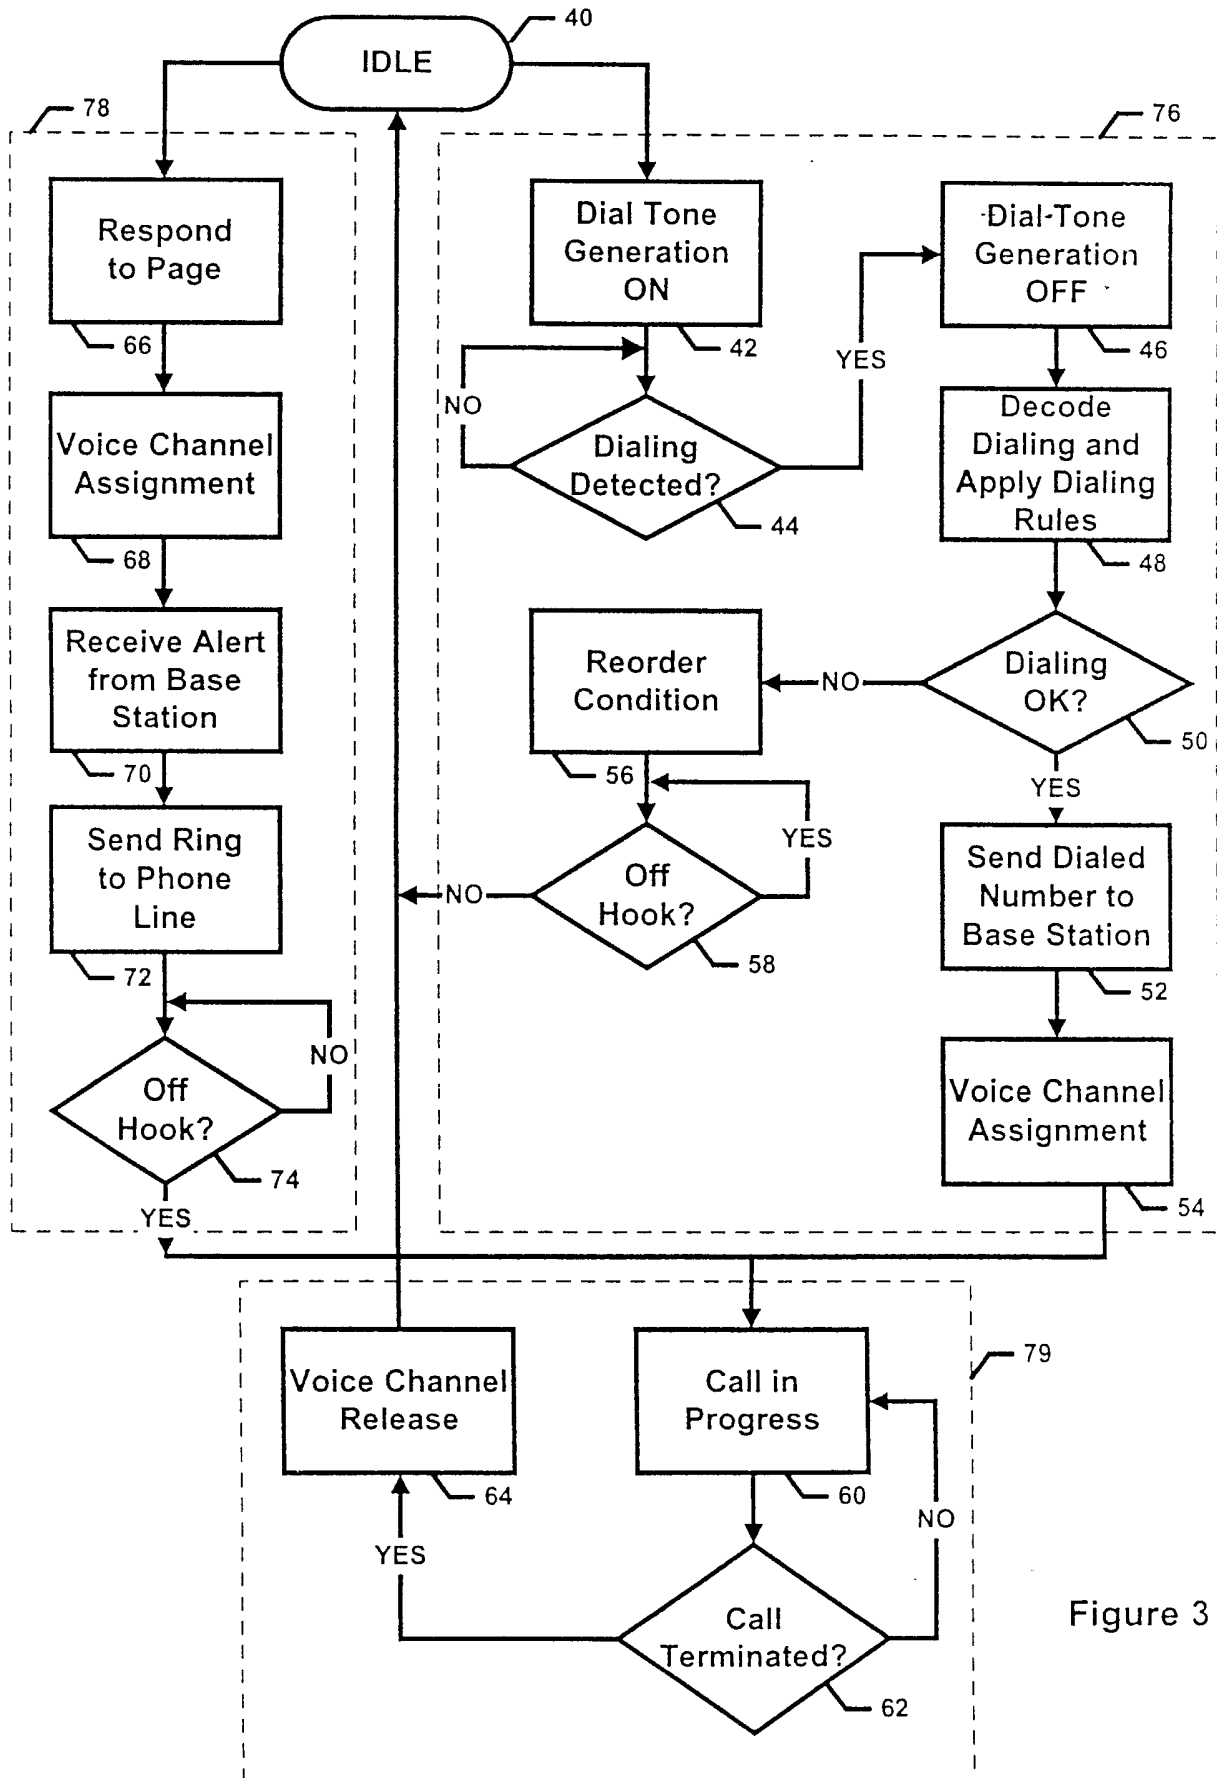 40
IDLE
78
76
Respond
to Page
66
Voice Channel
Assignment
68
Receive Alert
from Base
Station
70
Send Ring
to Phone
Line
72
NO
Off
Hook?
74
YES
Dial Tone
Generation
ON
42
NO
Dialing
Detected?
44
YES
Dial-Tone
Generation
OFF
46
Decode
Dialing and
Apply Dialing
Rules
48
Dialing
OK?
50
NO
Reorder
Condition
56
YES
Off
Hook?
58
NO
YES
Send Dialed
Number to
Base Station
52
Voice Channel
Assignment
54
79
Voice Channel
Release
64
Call in
Progress
60
NO
YES
Call
Terminated?
62
Figure 3